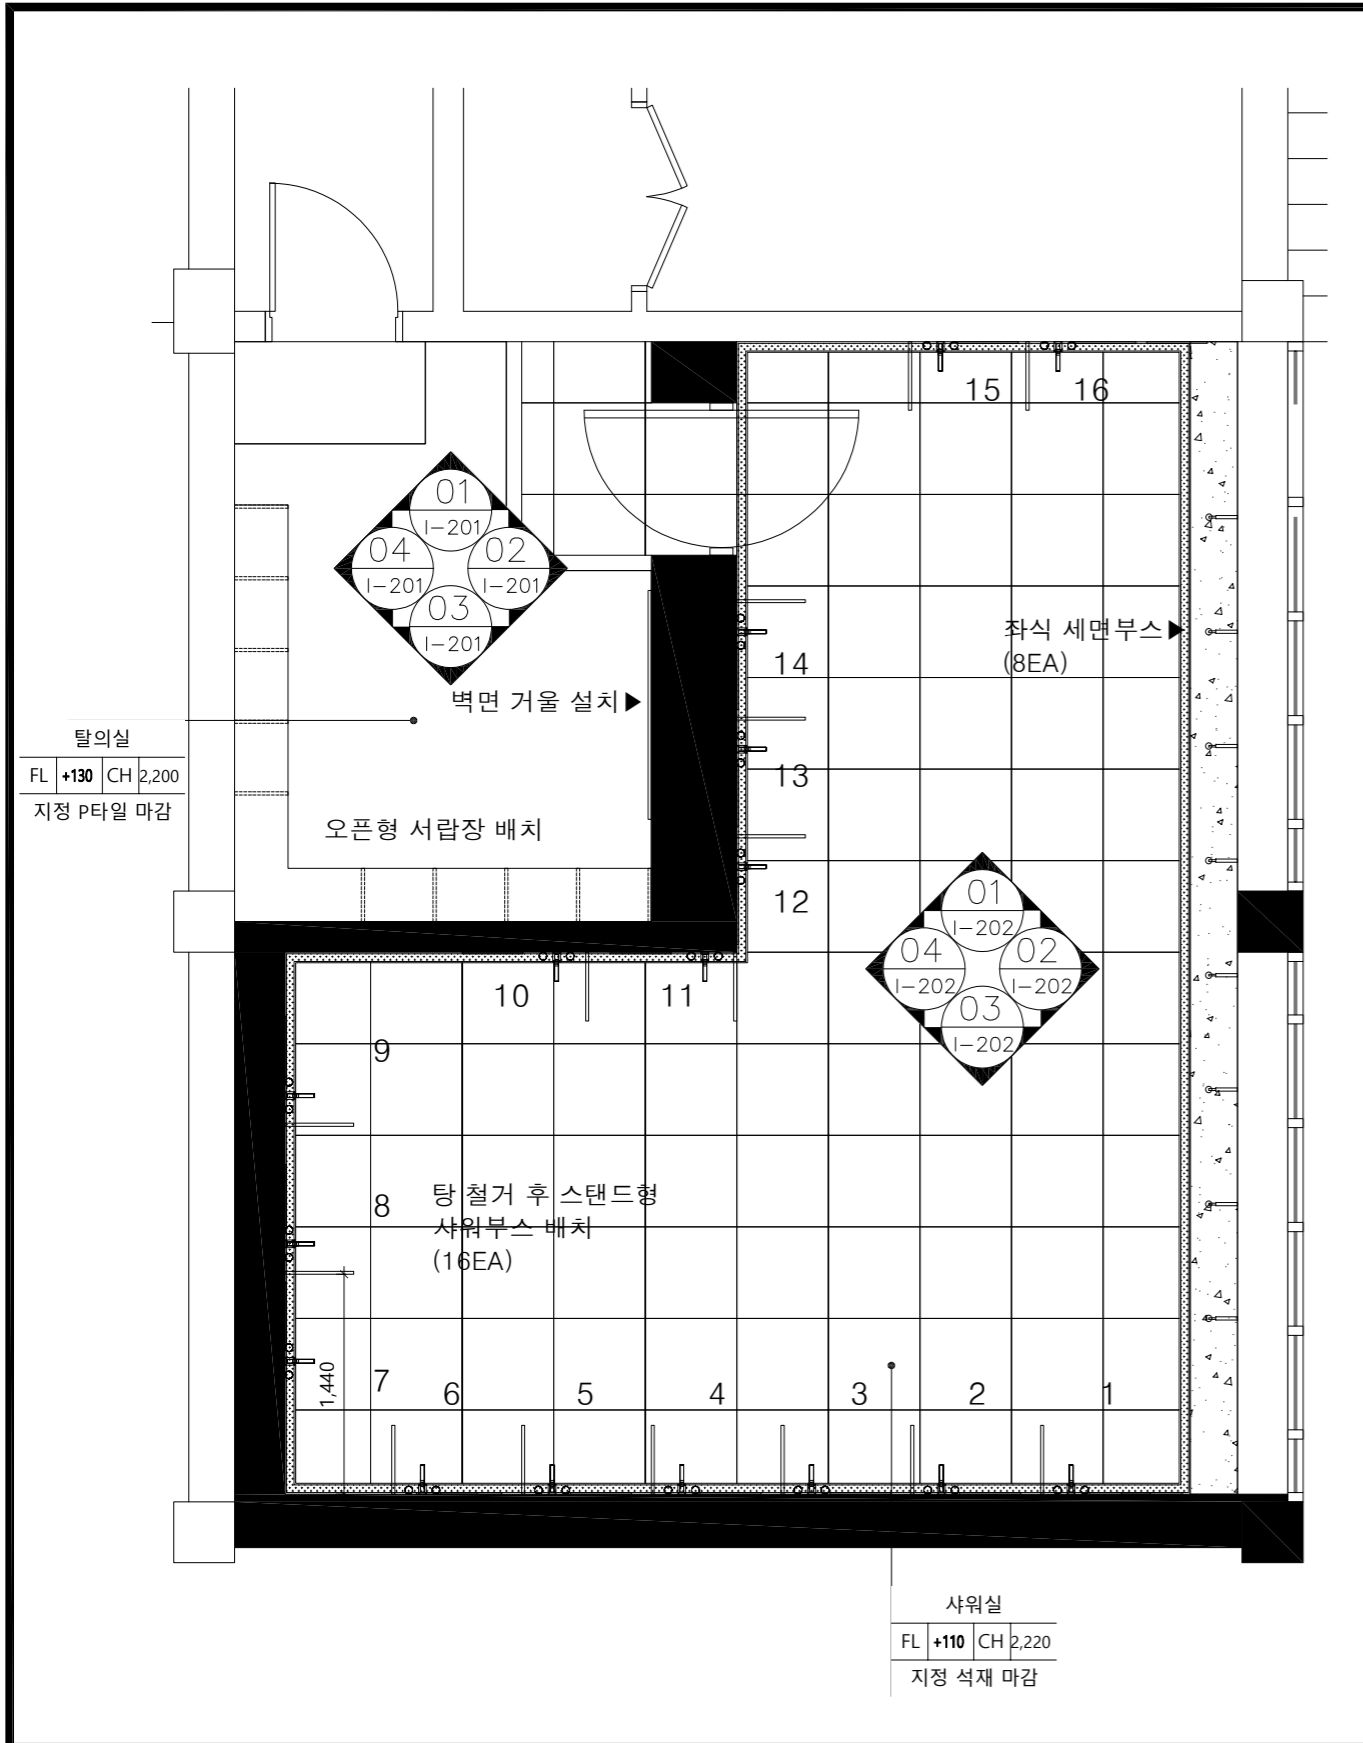 15
16
01
I-201
04
I-201
02
I-201
03
I-201
좌식 세면부스▶
(8EA)
14
벽면 거울 설치▶
탈의실
FL +130 CH 2,200
지정 P타일 마감
13
오픈형 서랍장 배치
12
01
I-202
04
I-202
02
I-202
03
I-202
10
11
9
8
탕 철거 후 스탠드형
샤워부스 배치
(16EA)
1,440
7
6
5
4
3
2
1
샤워실
FL +110 CH 2,220
지정 석재 마감